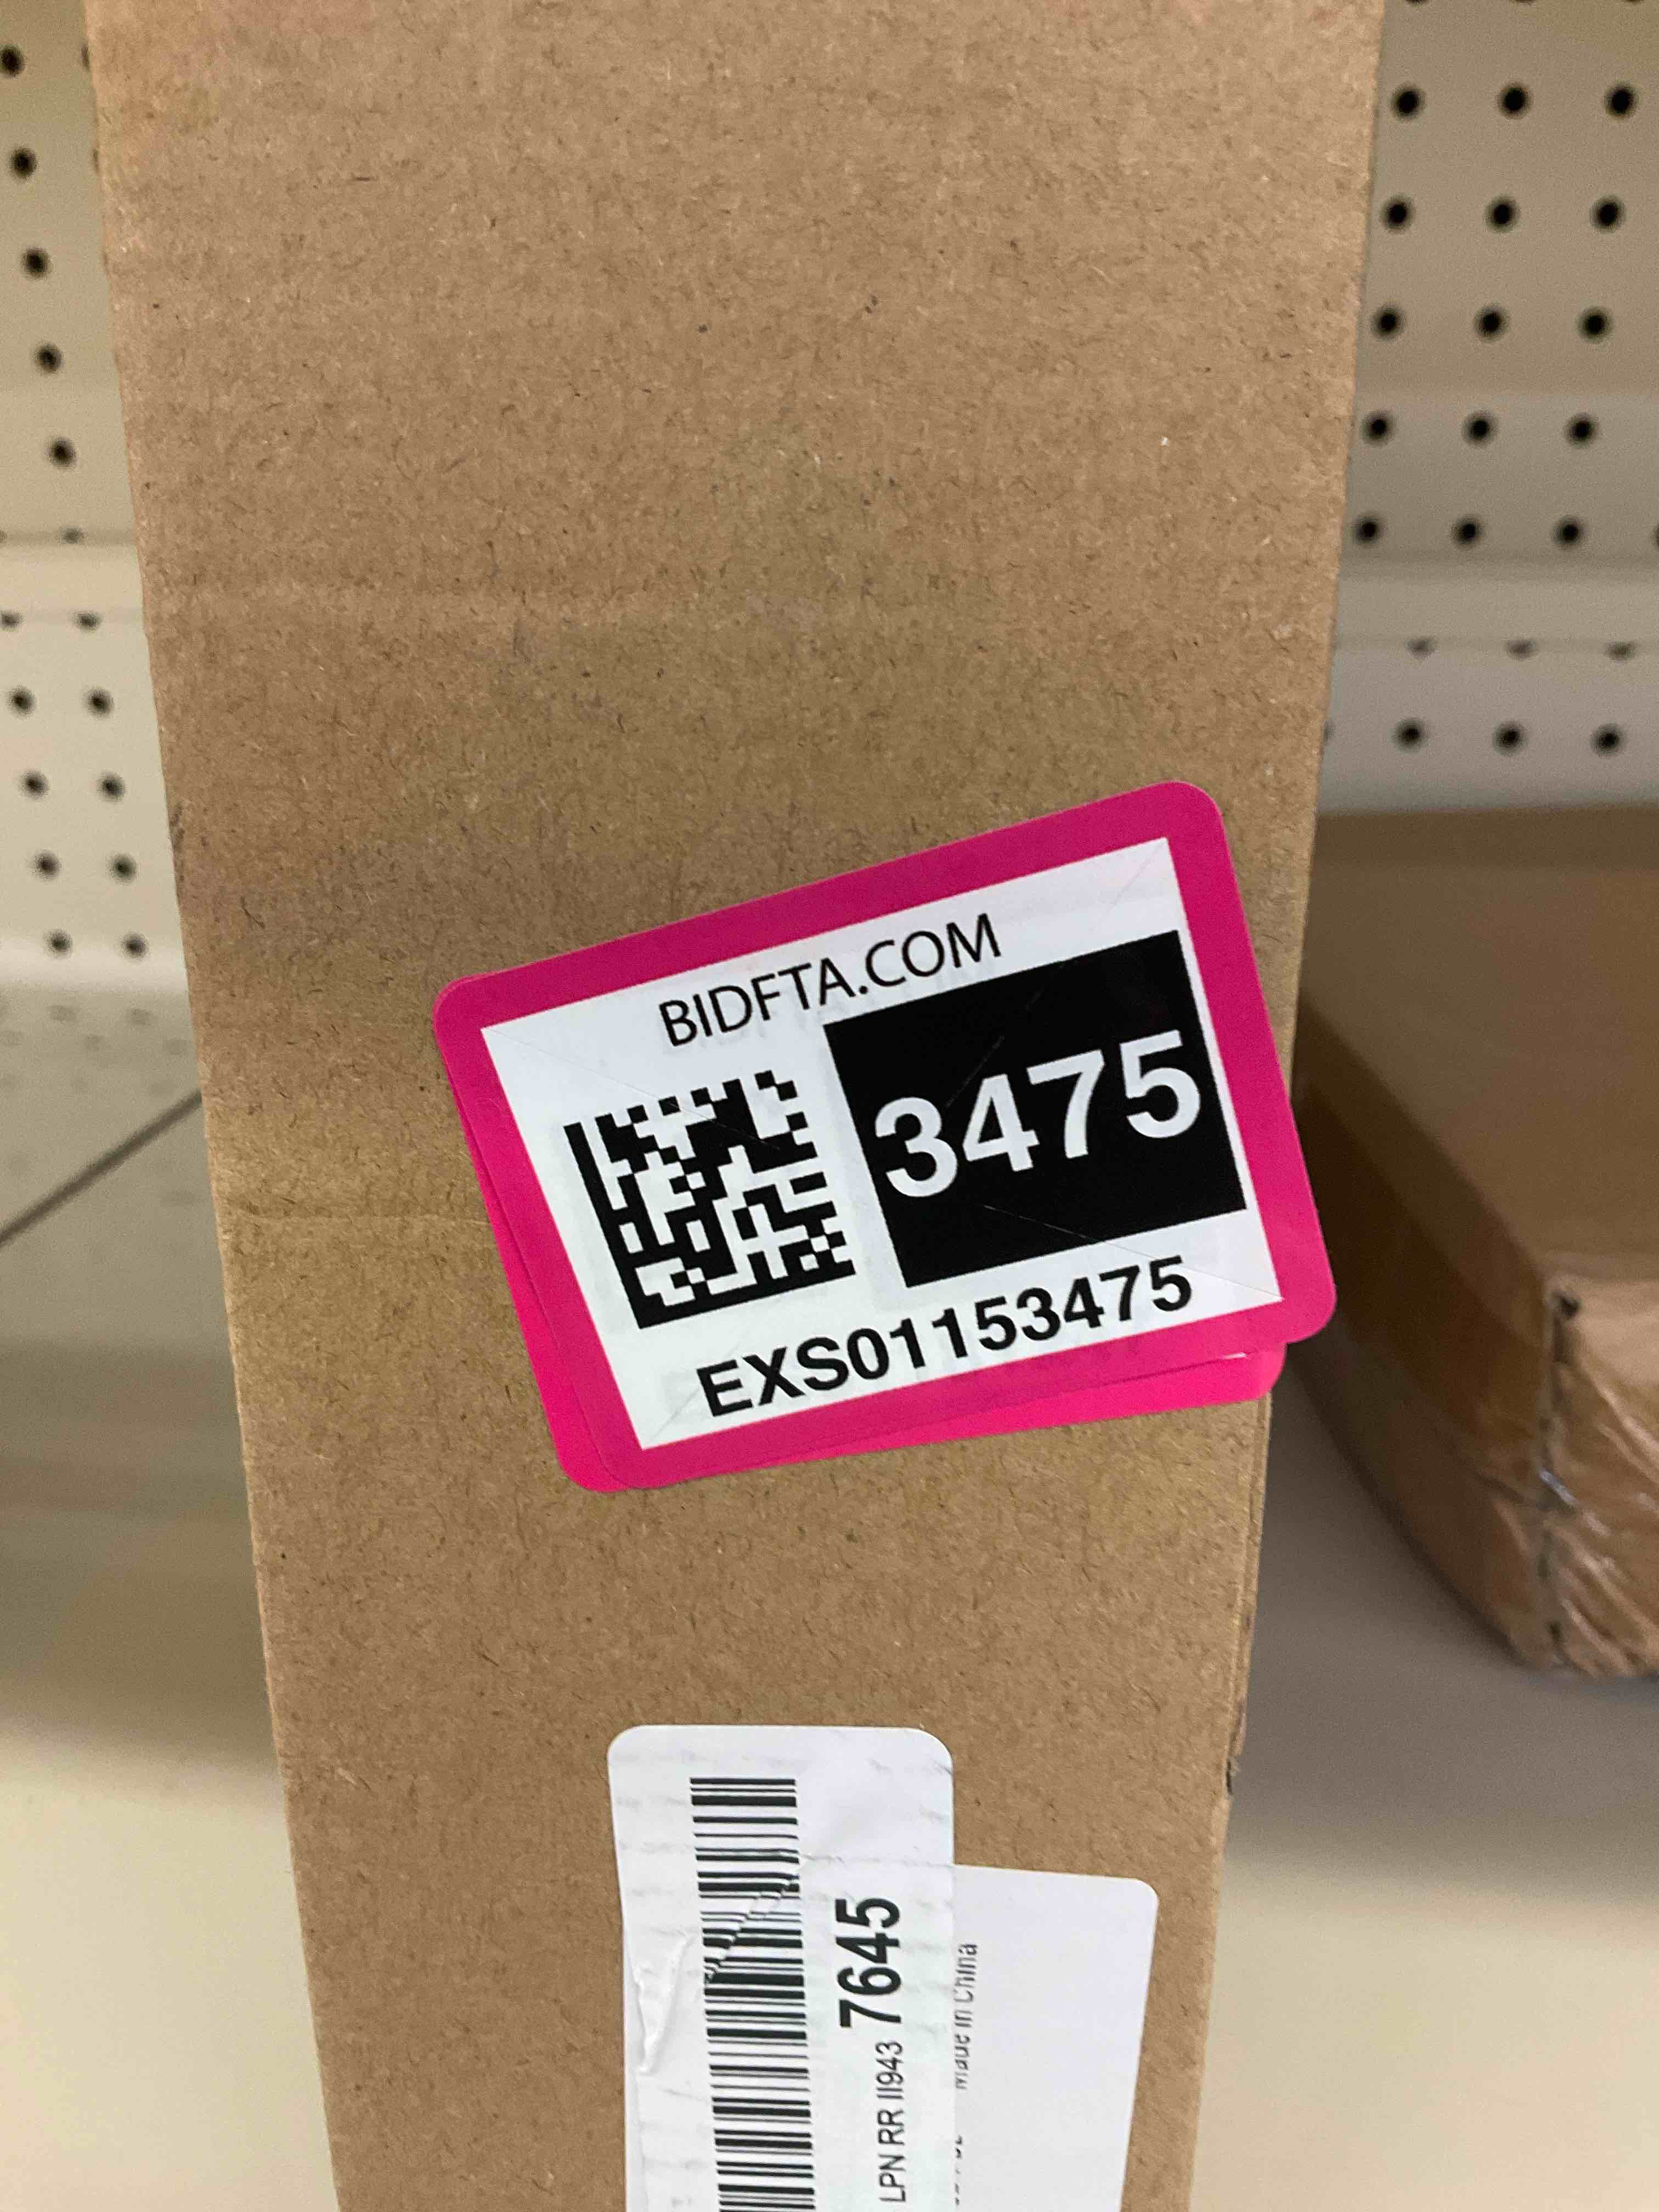 BIDFTA.COM
3475
EXS01153475
LPN RR II943 7645
Made in China